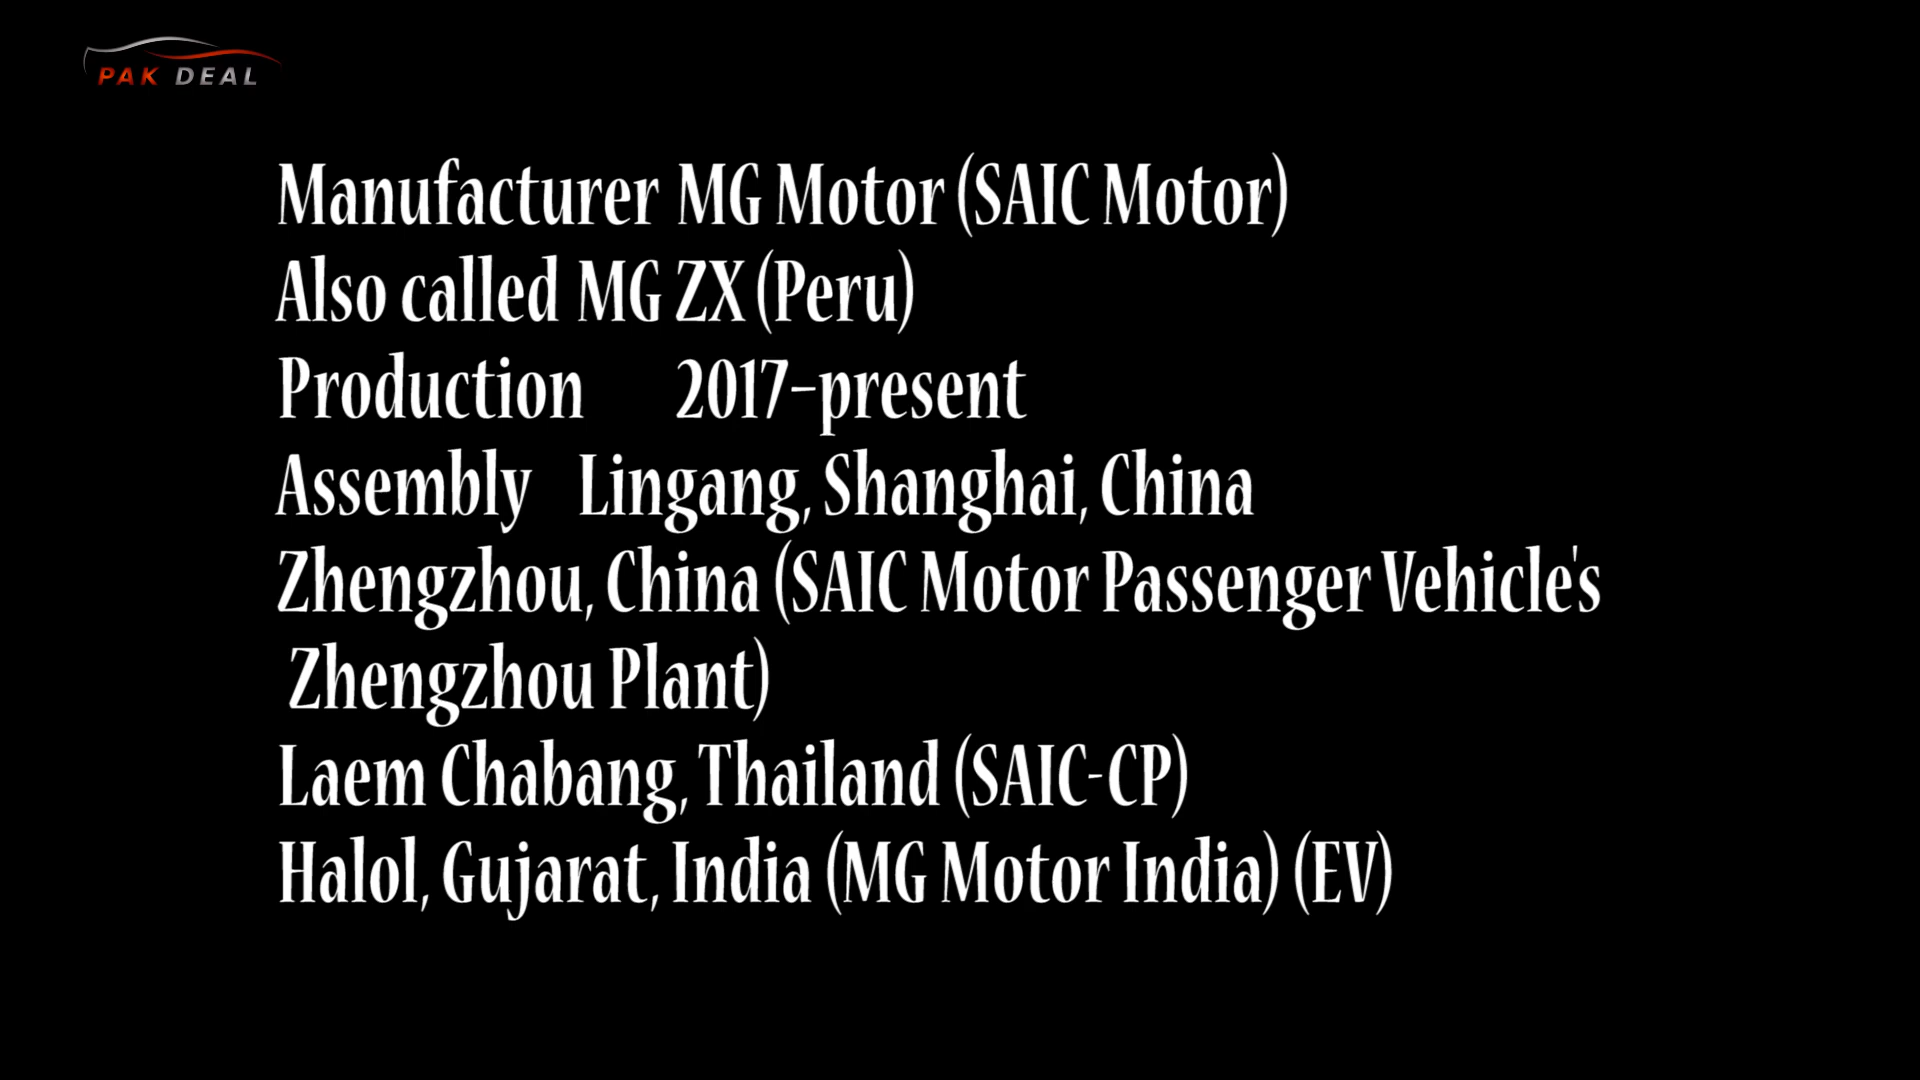 PAK DEAL
Manufacturer MG Motor (SAIC Motor)
Also called MG ZX (Peru)
Production 2017–present
Assembly Lingang, Shanghai, China
Zhengzhou, China (SAIC Motor Passenger Vehicle's
Zhengzhou Plant)
Laem Chabang, Thailand (SAIC-CP)
Halol, Gujarat, India (MG Motor India) (EV)